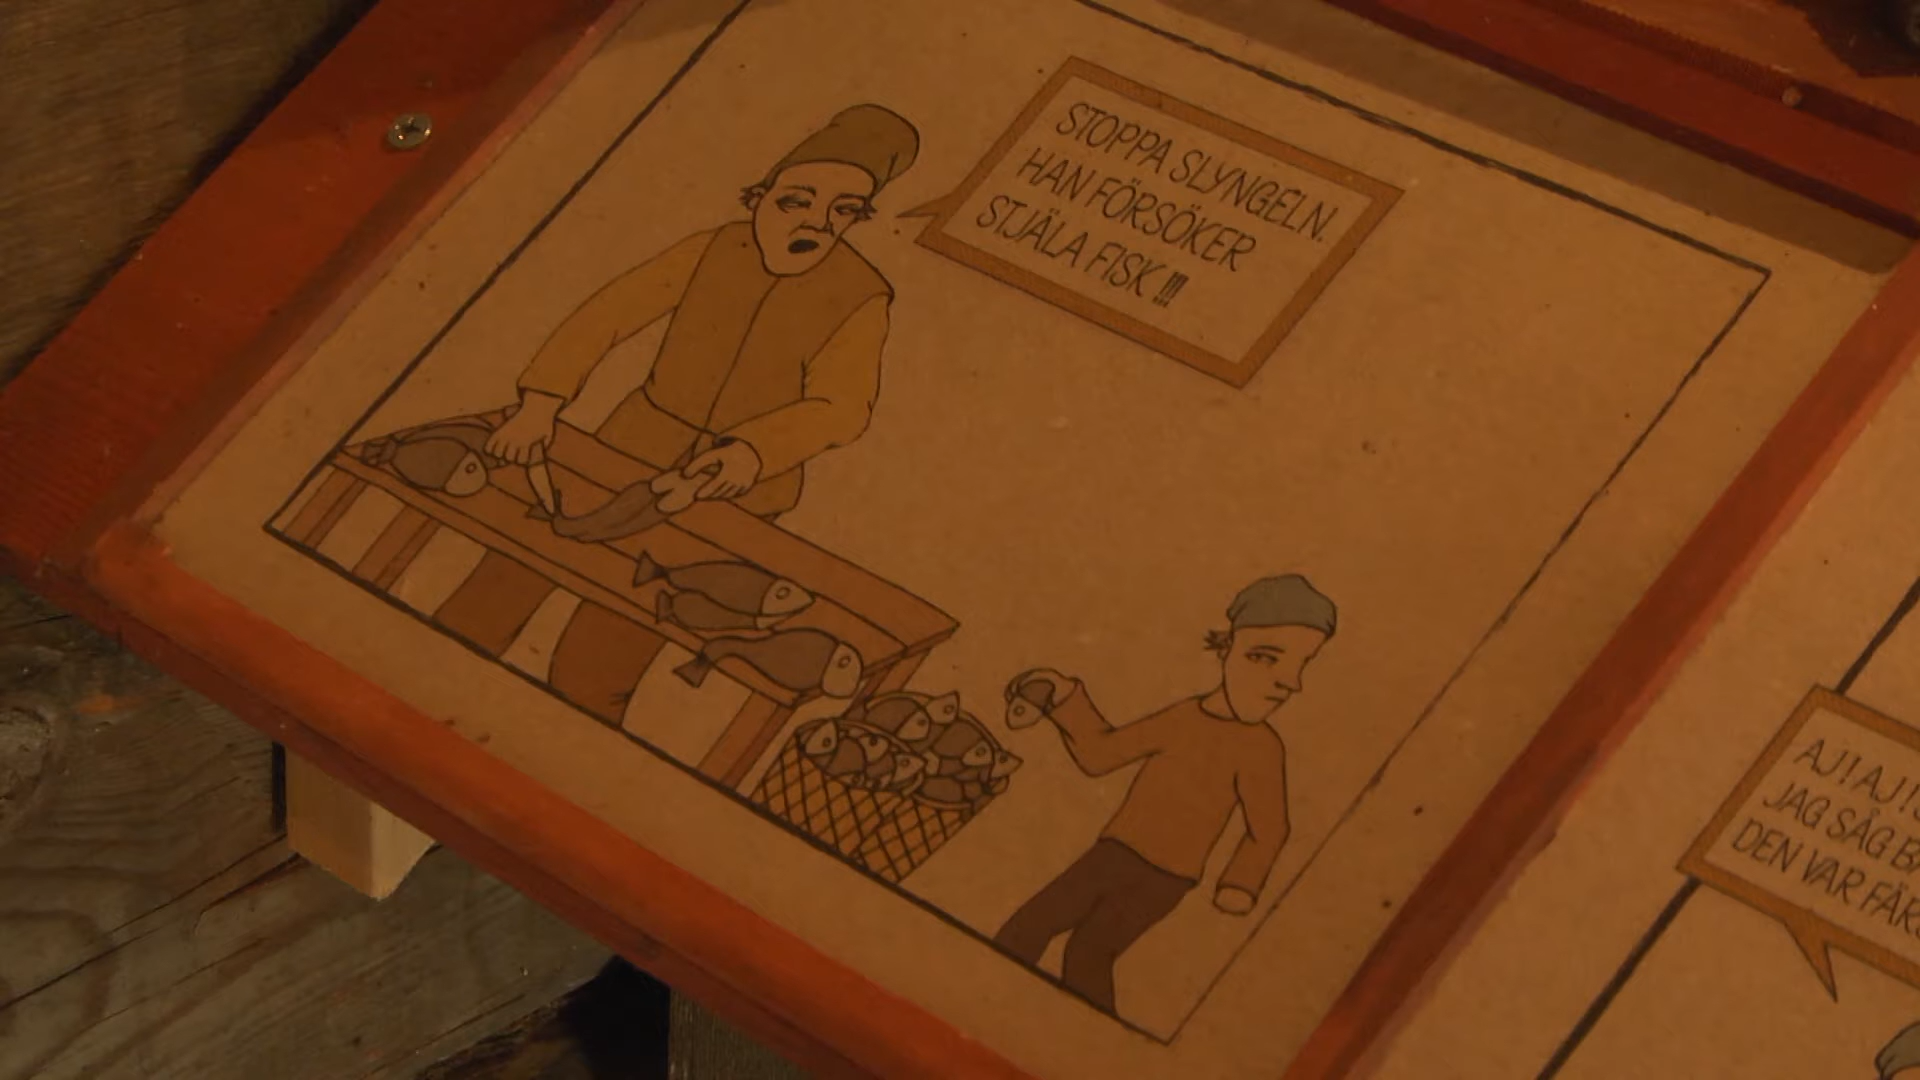 STOPPA SLYNGELN.
HAN FÖRSÖKER
STJÄLA FISK !!!
AJ! AJ!
JAG SÅG
DEN VAR